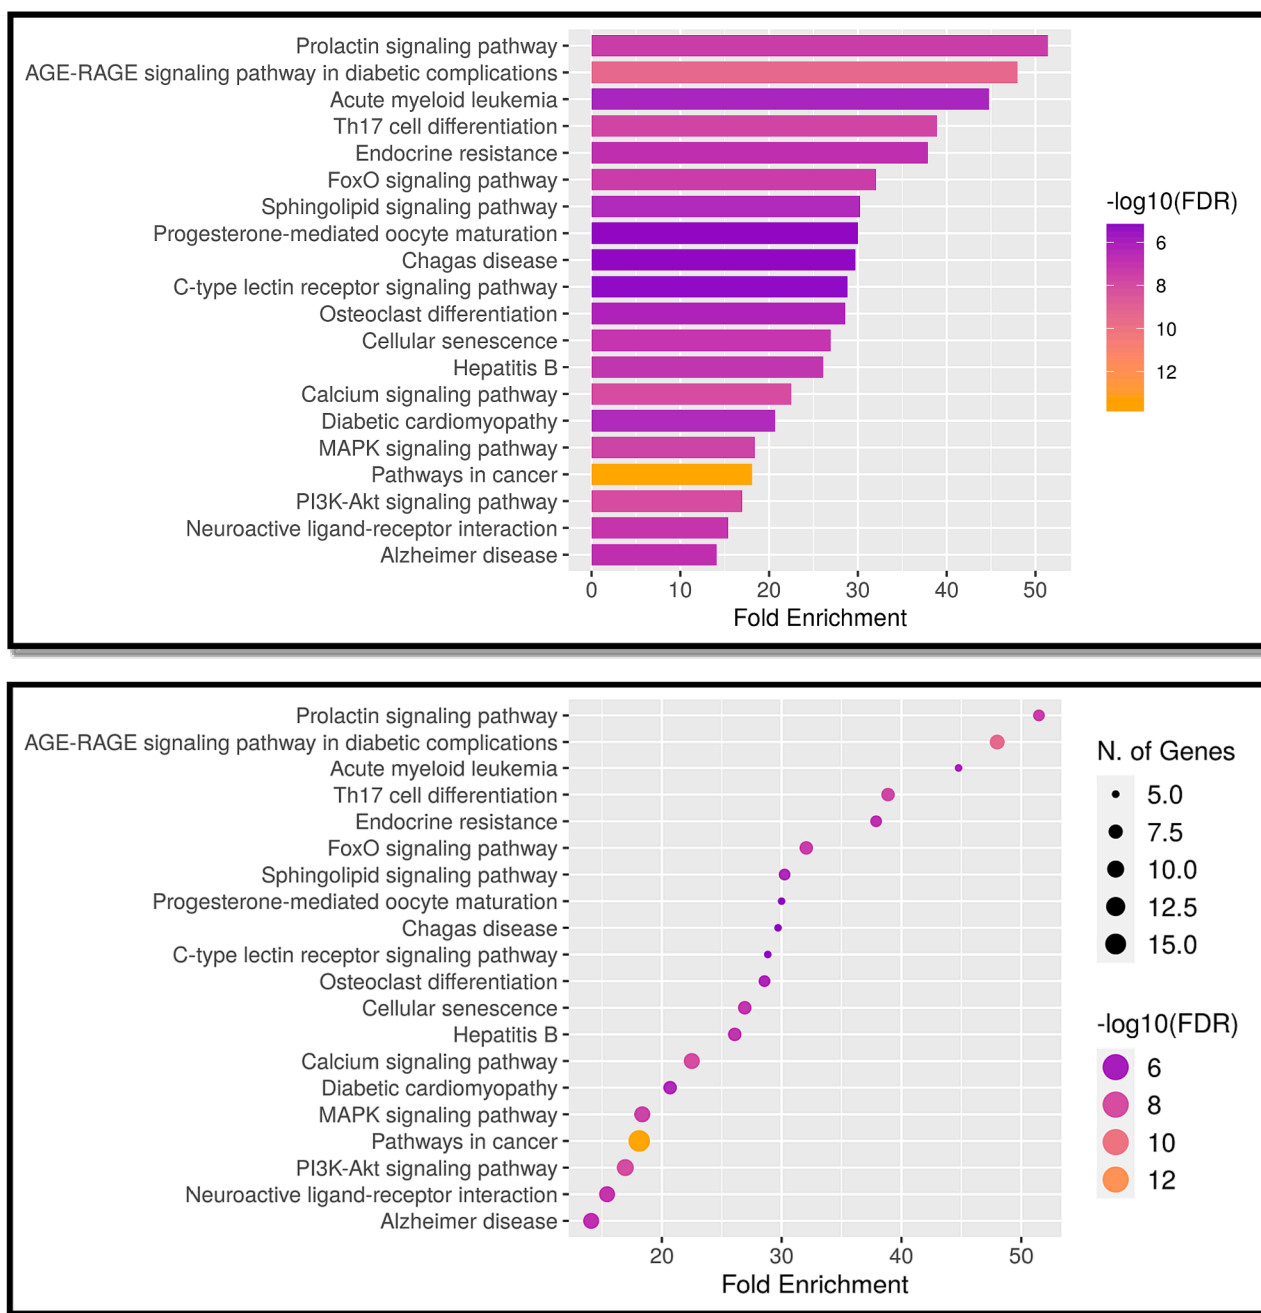 Prolactin signaling pathway
AGE-RAGE signaling pathway in diabetic complications
Acute myeloid leukemia
Th17 cell differentiation
Endocrine resistance
FoxO signaling pathway
Sphingolipid signaling pathway
Progesterone-mediated oocyte maturation
Chagas disease
C-type lectin receptor signaling pathway
Osteoclast differentiation
Cellular senescence
Hepatitis B
Calcium signaling pathway
Diabetic cardiomyopathy
MAPK signaling pathway
Pathways in cancer
PI3K-Akt signaling pathway
Neuroactive ligand-receptor interaction
Alzheimer disease
0 10 20 30 40 50
Fold Enrichment
-log10(FDR)
6
8
10
12
Prolactin signaling pathway
AGE-RAGE signaling pathway in diabetic complications
Acute myeloid leukemia
Th17 cell differentiation
Endocrine resistance
FoxO signaling pathway
Sphingolipid signaling pathway
Progesterone-mediated oocyte maturation
Chagas disease
C-type lectin receptor signaling pathway
Osteoclast differentiation
Cellular senescence
Hepatitis B
Calcium signaling pathway
Diabetic cardiomyopathy
MAPK signaling pathway
Pathways in cancer
PI3K-Akt signaling pathway
Neuroactive ligand-receptor interaction
Alzheimer disease
20 30 40 50
Fold Enrichment
N. of Genes
5.0
7.5
10.0
12.5
15.0
-log10(FDR)
6
8
10
12